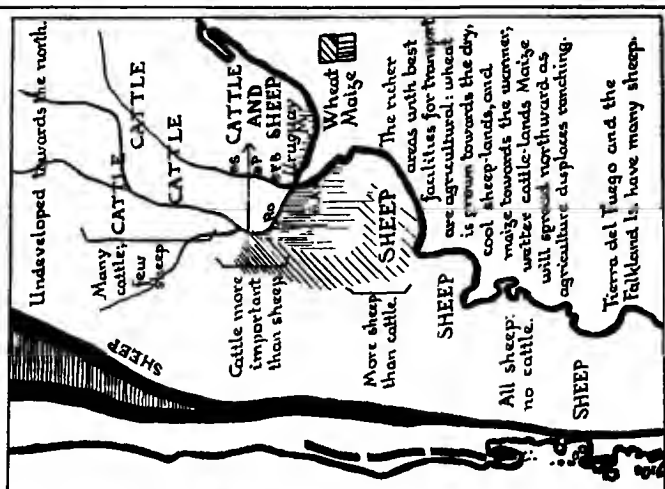 Undeveloped towards the north.
CATTLE
CATTLE
CATTLE
Many
cattle;
few
sheep
SHEEP
CATTLE
AND
SHEEP
Uruguay
Ro
Cattle more
important
than sheep
Wheat
Maize
SHEEP
More sheep
than cattle.
The richer
areas with best
facilities for transport
are agricultural: wheat
is grown towards the dry,
cool sheep-lands, and
maize towards the warmer,
wetter cattle-lands Maize
will spread northward as
agriculture displaces ranching.
SHEEP
All sheep:
no cattle.
SHEEP
Tierra del Fuego and the
Falkland Is. have many sheep.